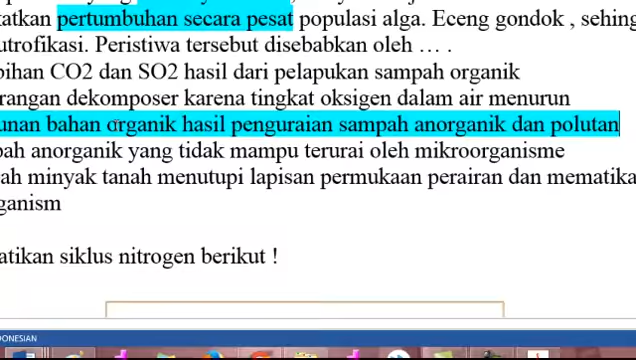 pertumbuhan secara pesat populasi alga. Eceng gondok , sehing
utrofikasi. Peristiwa tersebut disebabkan oleh … .
bihan CO2 dan SO2 hasil dari pelapukan sampah organik
rangan dekomposer karena tingkat oksigen dalam air menurun
unan bahan organik hasil penguraian sampah anorganik dan polutan
pah anorganik yang tidak mampu terurai oleh mikroorganisme
ah minyak tanah menutupi lapisan permukaan perairan dan mematika
ganism
atikan siklus nitrogen berikut !
DONESIAN